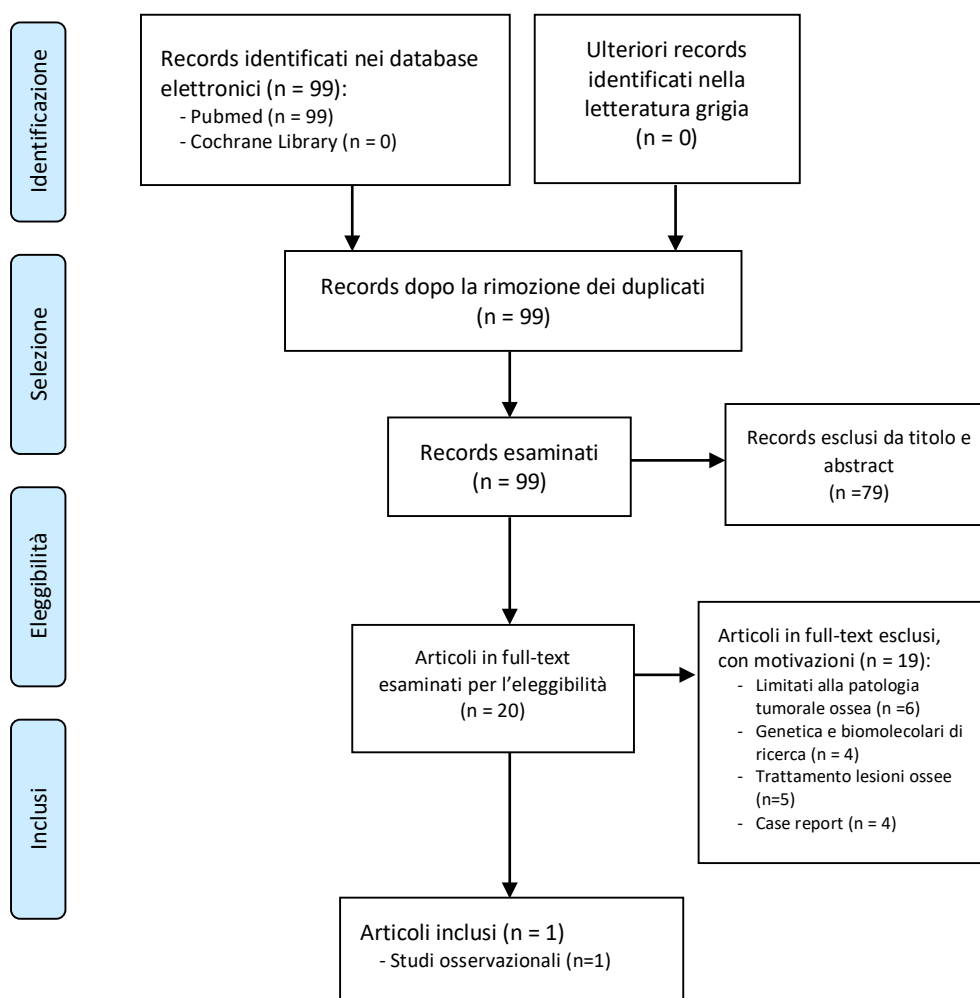 Identificazione
Records identificati nei database
elettronici (n = 99):
- Pubmed (n = 99)
- Cochrane Library (n = 0)
Ulteriori records
identificati nella
letteratura grigia
(n = 0)
Selezione
Records dopo la rimozione dei duplicati
(n = 99)
Records esaminati
(n = 99)
Records esclusi da titolo e
abstract
(n =79)
Eleggibilità
Articoli in full-text
esaminati per l'eleggibilità
(n = 20)
Articoli in full-text esclusi,
con motivazioni (n = 19):
- Limitati alla patologia
tumorale ossea (n =6)
- Genetica e biomolecolari di
ricerca (n = 4)
- Trattamento lesioni ossee
(n=5)
- Case report (n = 4)
Inclusi
Articoli inclusi (n = 1)
- Studi osservazionali (n=1)